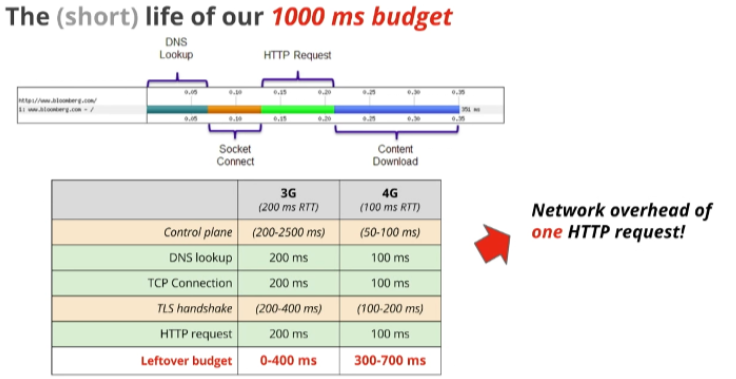 The (short) life of our 1000 ms budget
DNS
Lookup
HTTP Request
0.05 0.10 0.15 0.20 0.25 0.30 0.35
http://www.bloomberg.com/
1: www.bloomberg.com - /
351 ms
0.05 0.10 0.15 0.20 0.25 0.30 0.35
Socket
Connect
Content
Download
3G 4G
(200 ms RTT) (100 ms RTT)
Control plane (200-2500 ms) (50-100 ms)
DNS lookup 200 ms 100 ms
TCP Connection 200 ms 100 ms
TLS handshake (200-400 ms) (100-200 ms)
HTTP request 200 ms 100 ms
Leftover budget 0-400 ms 300-700 ms
Network overhead of
one HTTP request!